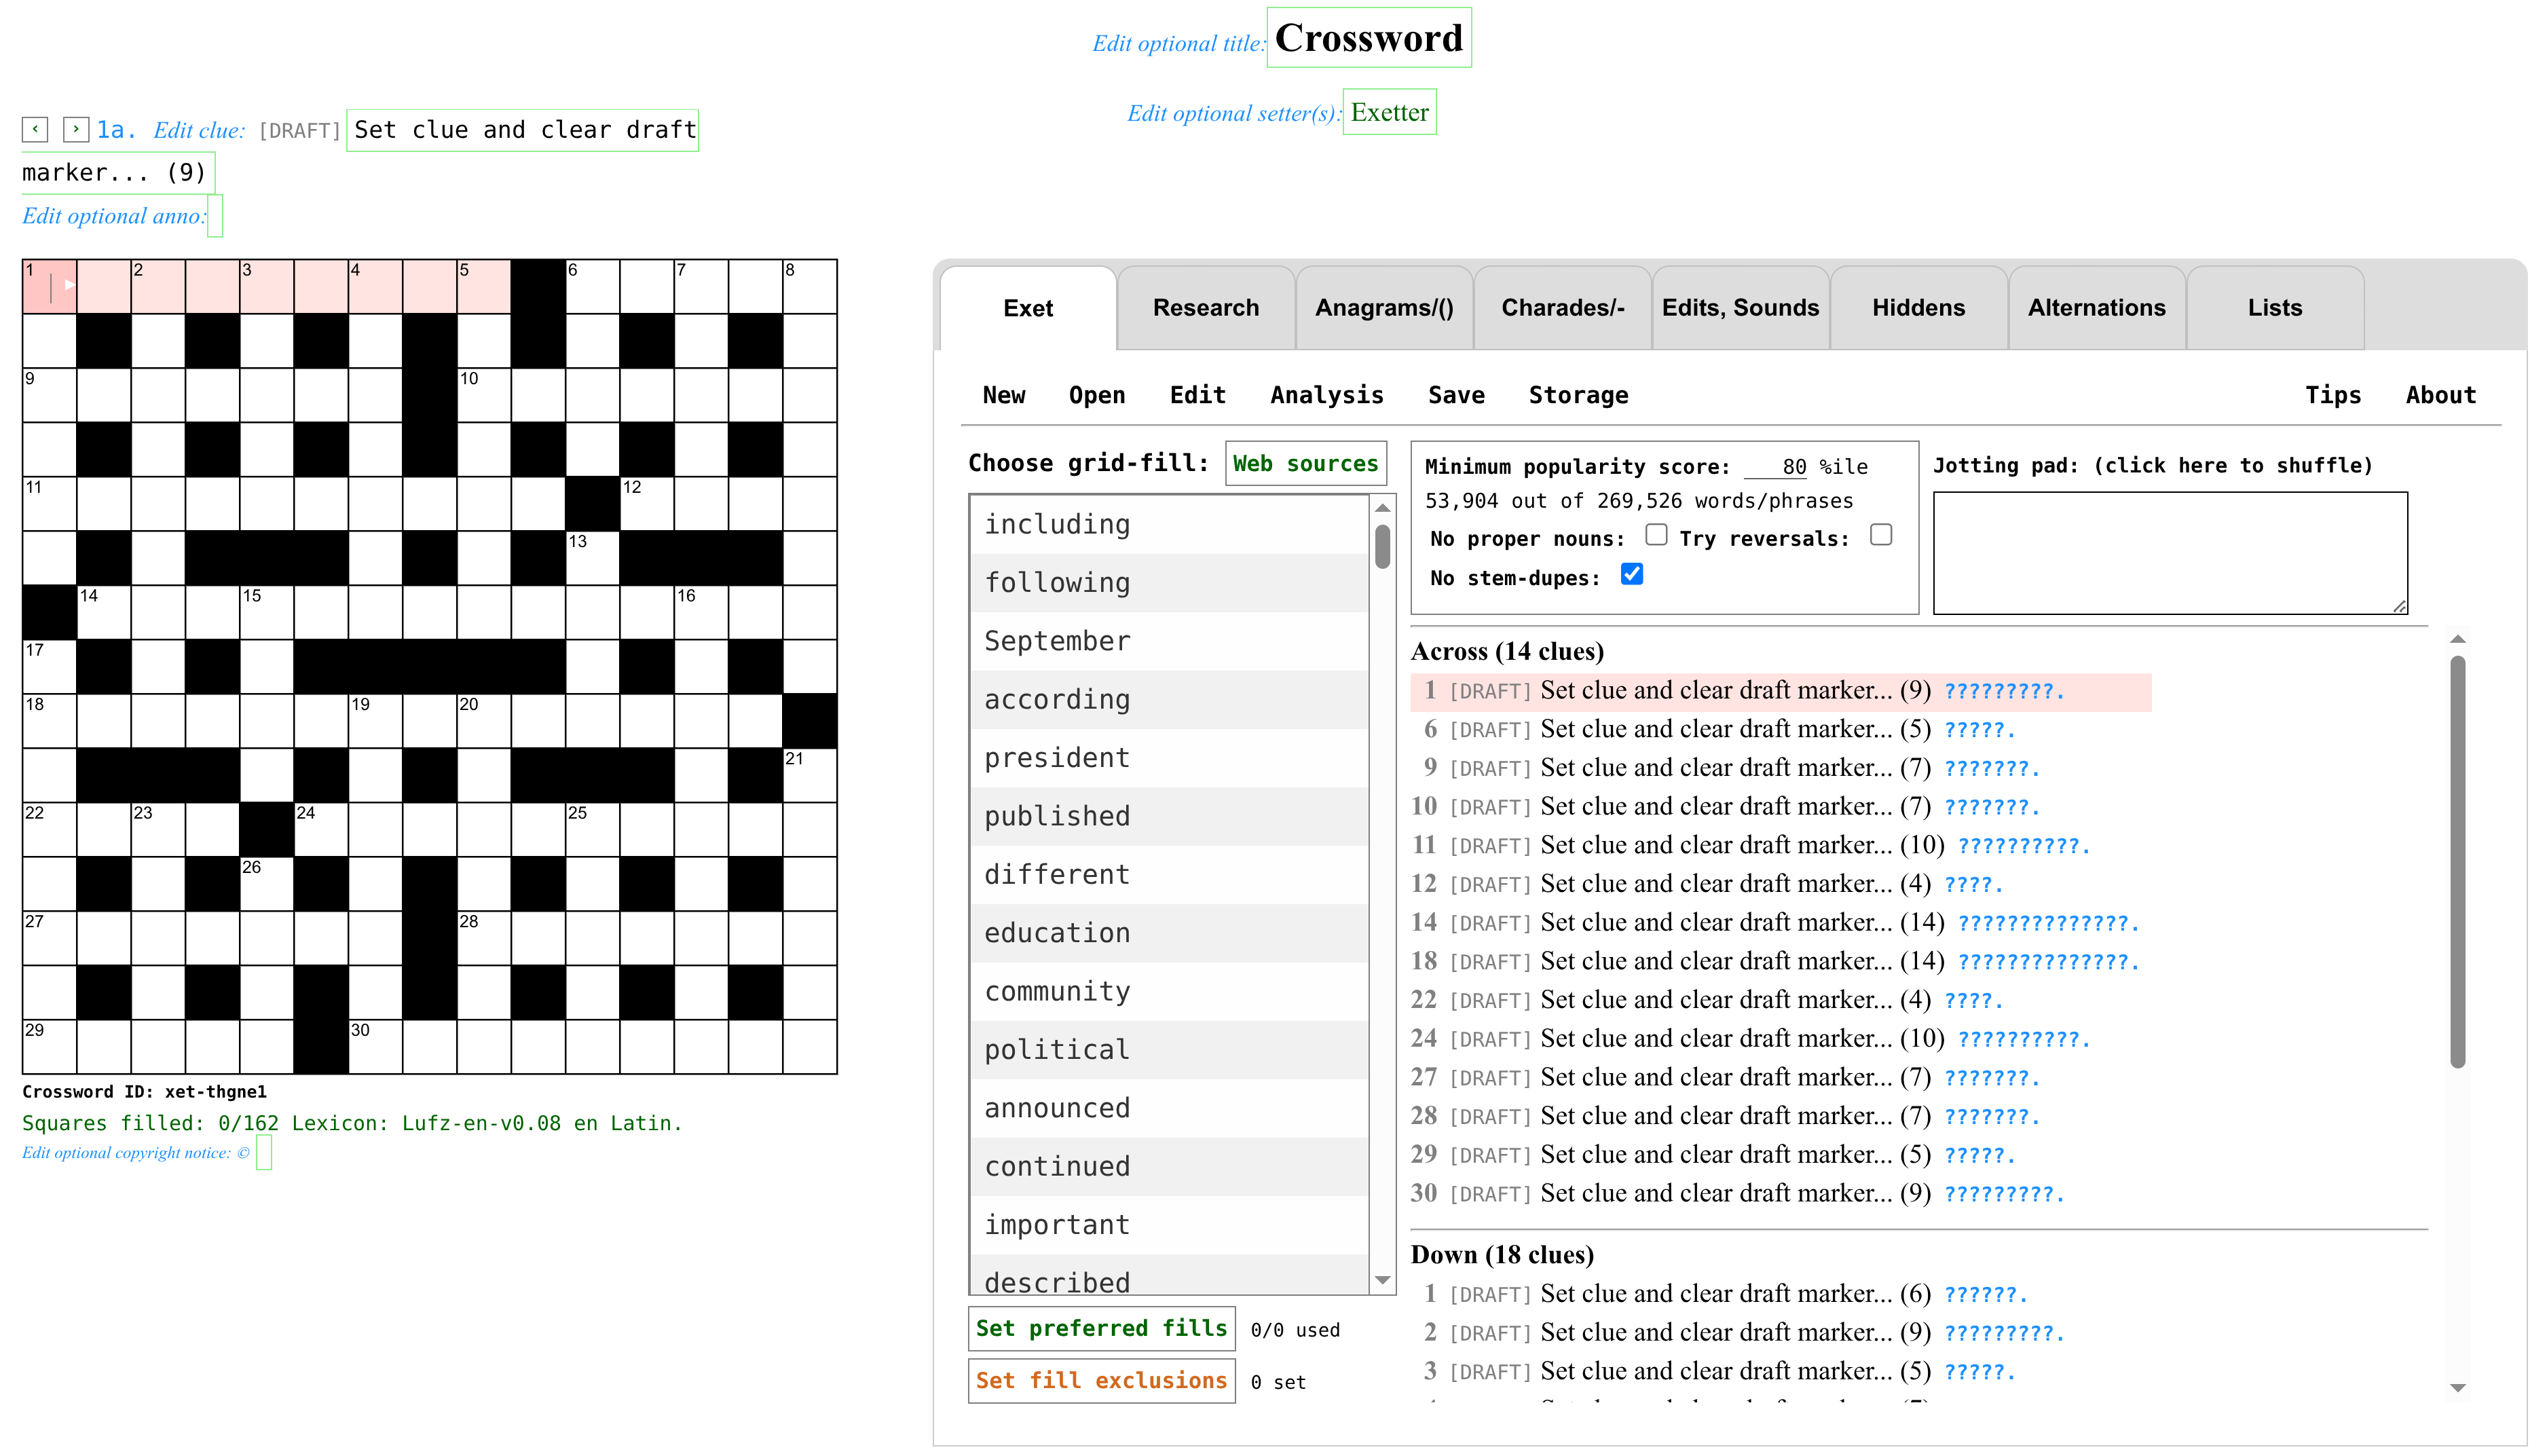 Edit optional title: Crossword
Edit optional setter(s): Exetter
‹ › 1a. Edit clue: [DRAFT] Set clue and clear draft
marker... (9)
Edit optional anno:
1 2 3 4 5 6 7 8
9 10
11 12
13
14 15 16
17
18 19 20
21
22 23 24 25
26
27 28
29 30
Crossword ID: xet-thgne1
Squares filled: 0/162 Lexicon: Lufz-en-v0.08 en Latin.
Edit optional copyright notice: ©
Exet Research Anagrams/() Charades/- Edits, Sounds Hiddens Alternations Lists
New Open Edit Analysis Save Storage Tips About
Choose grid-fill: Web sources
including
following
September
according
president
published
different
education
community
political
announced
continued
important
described
Set preferred fills 0/0 used
Set fill exclusions 0 set
Minimum popularity score: 80 %ile
53,904 out of 269,526 words/phrases
No proper nouns: Try reversals:
No stem-dupes:
Jotting pad: (click here to shuffle)
Across (14 clues)
1 [DRAFT] Set clue and clear draft marker... (9) ?????????.
6 [DRAFT] Set clue and clear draft marker... (5) ?????.
9 [DRAFT] Set clue and clear draft marker... (7) ???????.
10 [DRAFT] Set clue and clear draft marker... (7) ???????.
11 [DRAFT] Set clue and clear draft marker... (10) ??????????.
12 [DRAFT] Set clue and clear draft marker... (4) ????.
14 [DRAFT] Set clue and clear draft marker... (14) ??????????????.
18 [DRAFT] Set clue and clear draft marker... (14) ??????????????.
22 [DRAFT] Set clue and clear draft marker... (4) ????.
24 [DRAFT] Set clue and clear draft marker... (10) ??????????.
27 [DRAFT] Set clue and clear draft marker... (7) ???????.
28 [DRAFT] Set clue and clear draft marker... (7) ???????.
29 [DRAFT] Set clue and clear draft marker... (5) ?????.
30 [DRAFT] Set clue and clear draft marker... (9) ?????????.
Down (18 clues)
1 [DRAFT] Set clue and clear draft marker... (6) ??????.
2 [DRAFT] Set clue and clear draft marker... (9) ?????????.
3 [DRAFT] Set clue and clear draft marker... (5) ?????.